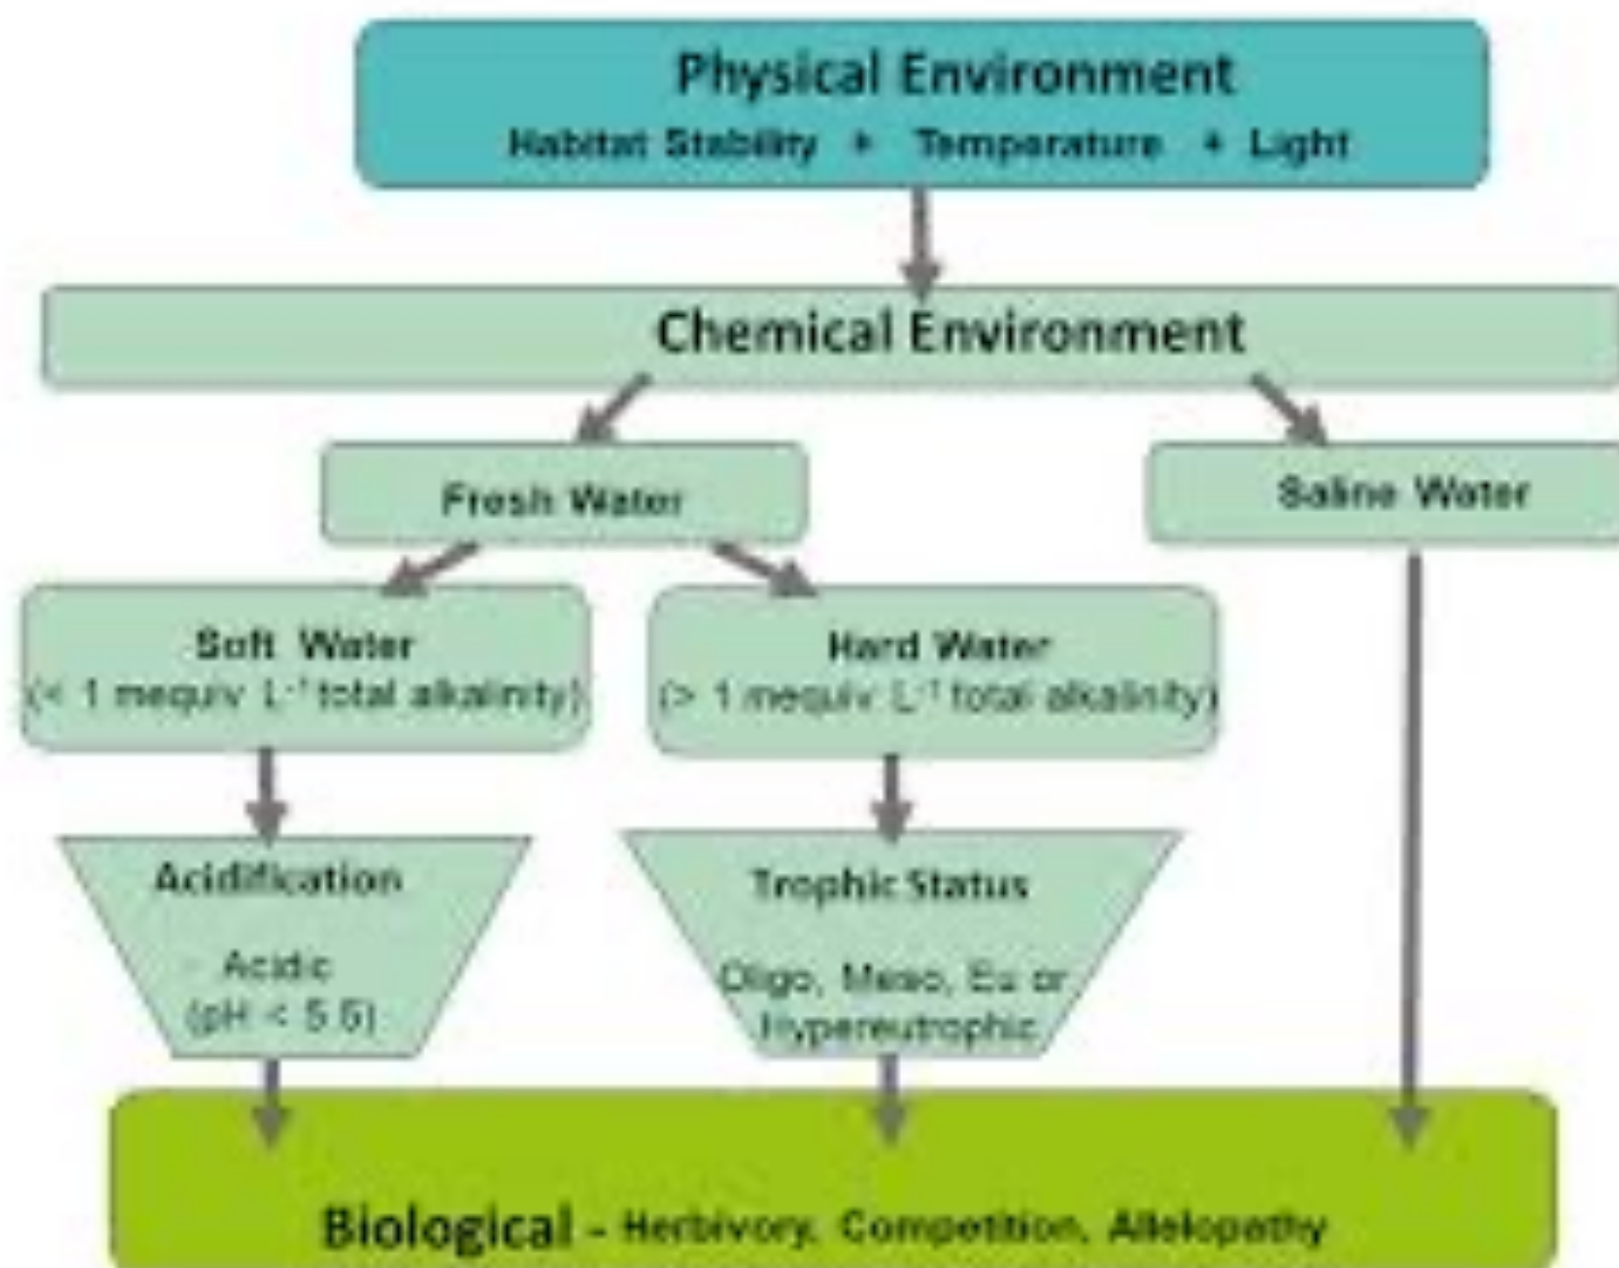 Physical Environment
Habitat Stability + Temperature + Light
Chemical Environment
Fresh Water
Saline Water
Soft Water
(< 1 mequiv L⁻¹ total alkalinity)
Hard Water
(> 1 mequiv L⁻¹ total alkalinity)
Acidification
Acidic
(pH < 5.5)
Trophic Status
Oligo, Meso, Eu or
Hypereutrophic
Biological - Herbivory, Competition, Allelopathy